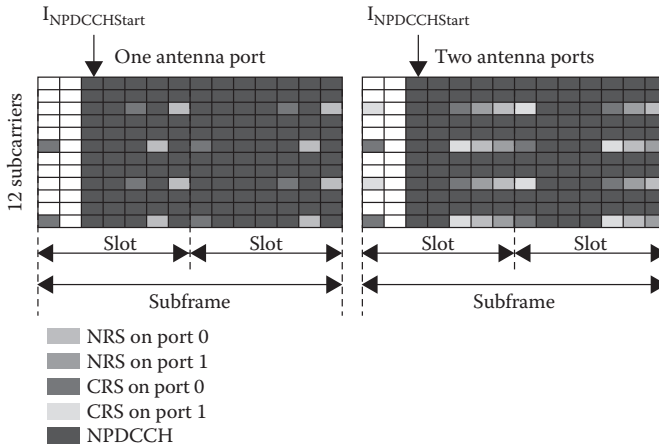 I_NPDCCHStart
I_NPDCCHStart
One antenna port
Two antenna ports
12 subcarriers
Slot
Slot
Slot
Slot
Subframe
Subframe
NRS on port 0
NRS on port 1
CRS on port 0
CRS on port 1
NPDCCH